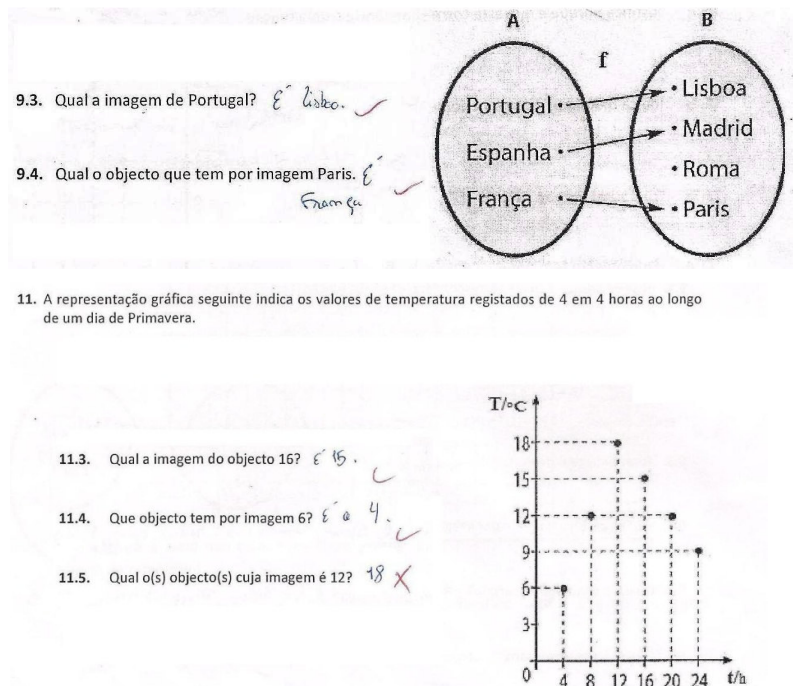 A
B
f
9.3. Qual a imagem de Portugal? É Lisboa.
9.4. Qual o objecto que tem por imagem Paris. É
França
Portugal
Espanha
França
Lisboa
Madrid
Roma
Paris
11. A representação gráfica seguinte indica os valores de temperatura registados de 4 em 4 horas ao longo
de um dia de Primavera.
11.3. Qual a imagem do objecto 16? É 15.
11.4. Que objecto tem por imagem 6? É o 4.
11.5. Qual o(s) objecto(s) cuja imagem é 12? 18
T/°C
18
15
12
9
6
3
0 4 8 12 16 20 24 t/h